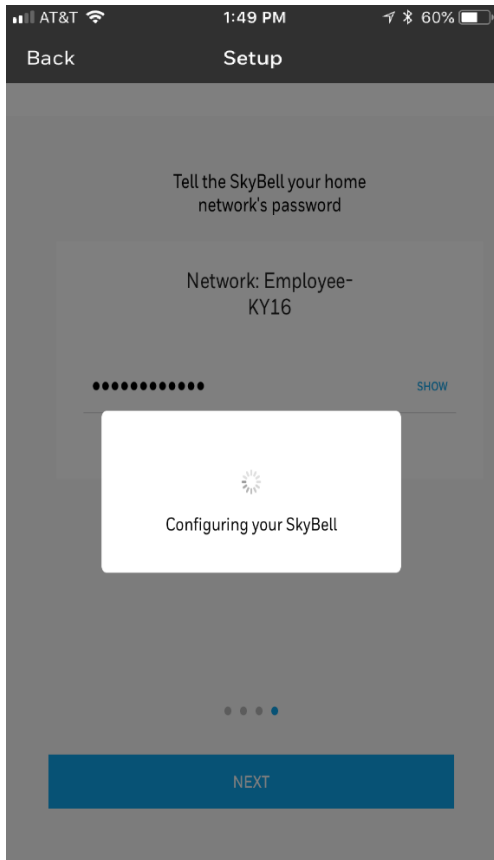 AT&T 1:49 PM 60%
Back Setup
Tell the SkyBell your home
network's password
Network: Employee-
KY16
•••••••••••• SHOW
Configuring your SkyBell
NEXT